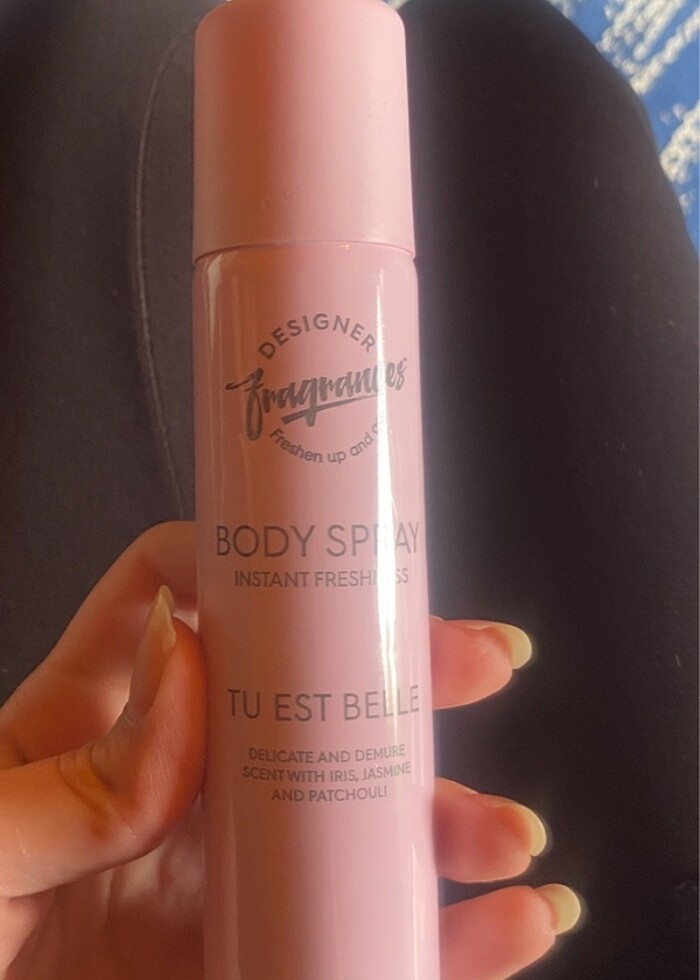 DESIGNER
fragrances
Freshen up and
BODY SPRAY
INSTANT FRESHNESS
TU EST BELLE
DELICATE AND DEMURE
SCENT WITH IRIS, JASMINE
AND PATCHOULI